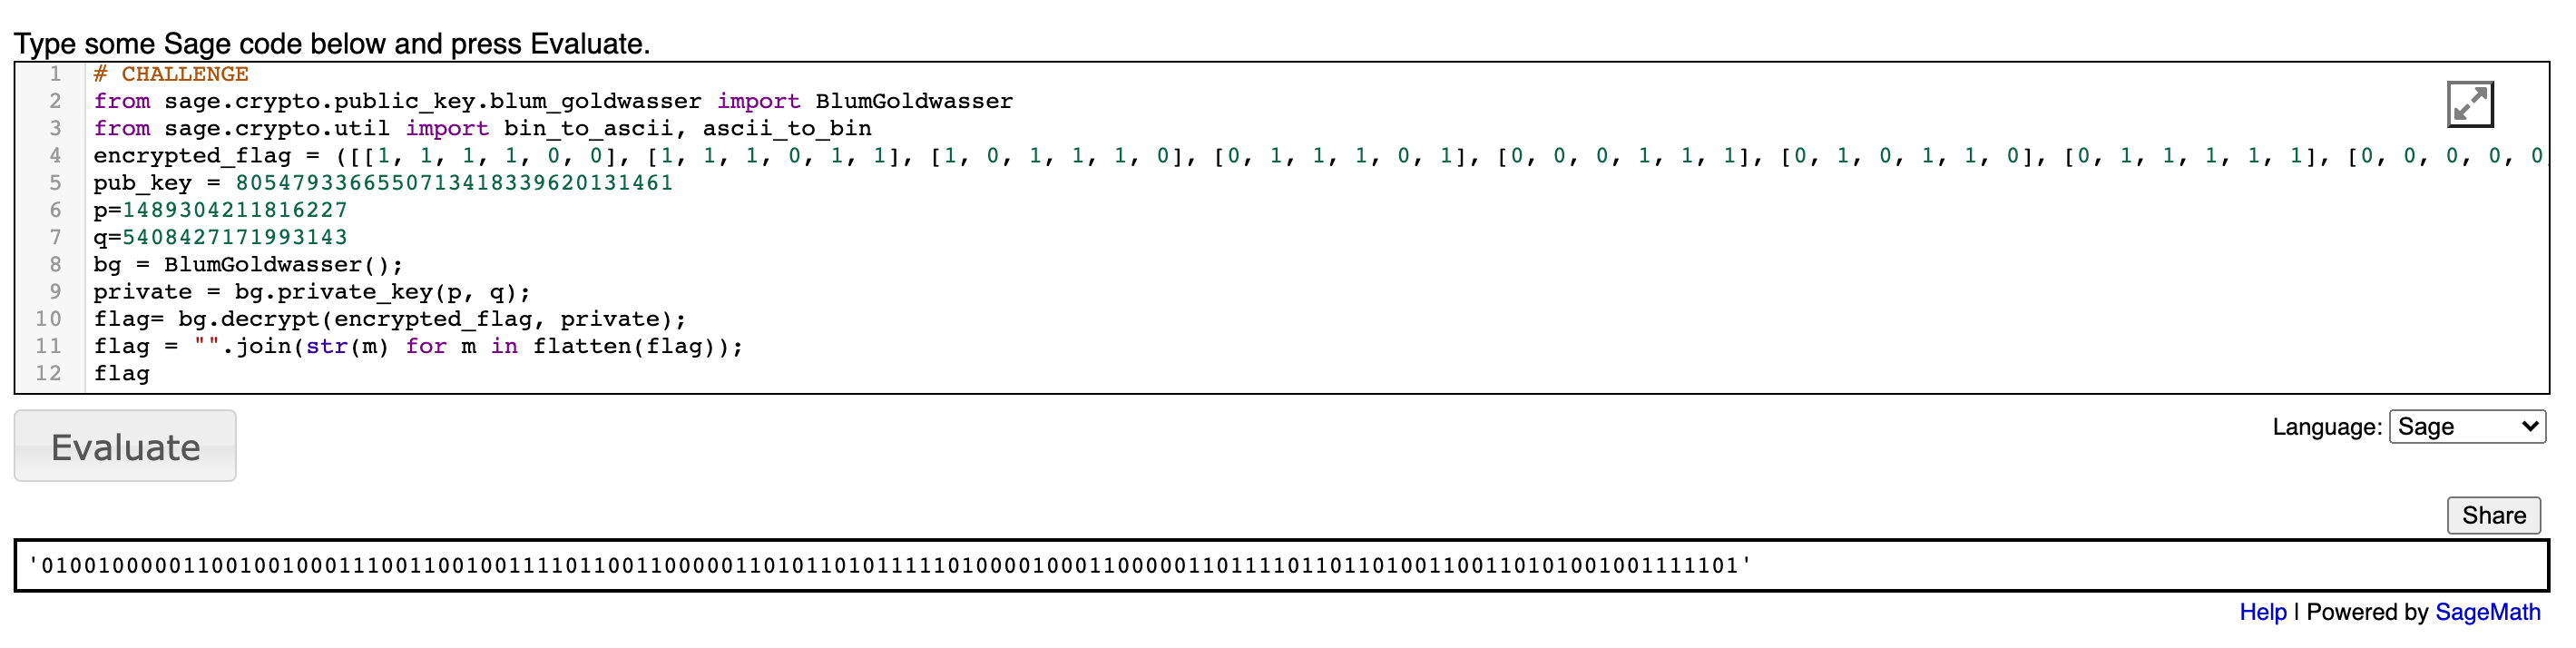 Type some Sage code below and press Evaluate.
1 # CHALLENGE
2 from sage.crypto.public_key.blum_goldwasser import BlumGoldwasser
3 from sage.crypto.util import bin_to_ascii, ascii_to_bin
4 encrypted_flag = ([[1, 1, 1, 1, 0, 0], [1, 1, 1, 0, 1, 1], [1, 0, 1, 1, 1, 0], [0, 1, 1, 1, 0, 1], [0, 0, 0, 1, 1, 1], [0, 1, 0, 1, 1, 0], [0, 1, 1, 1, 1, 1], [0, 0, 0, 0, 0
5 pub_key = 8054793366550713418339620131461
6 p=1489304211816227
7 q=5408427171993143
8 bg = BlumGoldwasser();
9 private = bg.private_key(p, q);
10 flag= bg.decrypt(encrypted_flag, private);
11 flag = "".join(str(m) for m in flatten(flag));
12 flag
Evaluate
Language: Sage
Share
'010010000011001001000111001100100111101100110000011010110101111101000010001100000110111101101101001100110101001001111101'
Help | Powered by SageMath